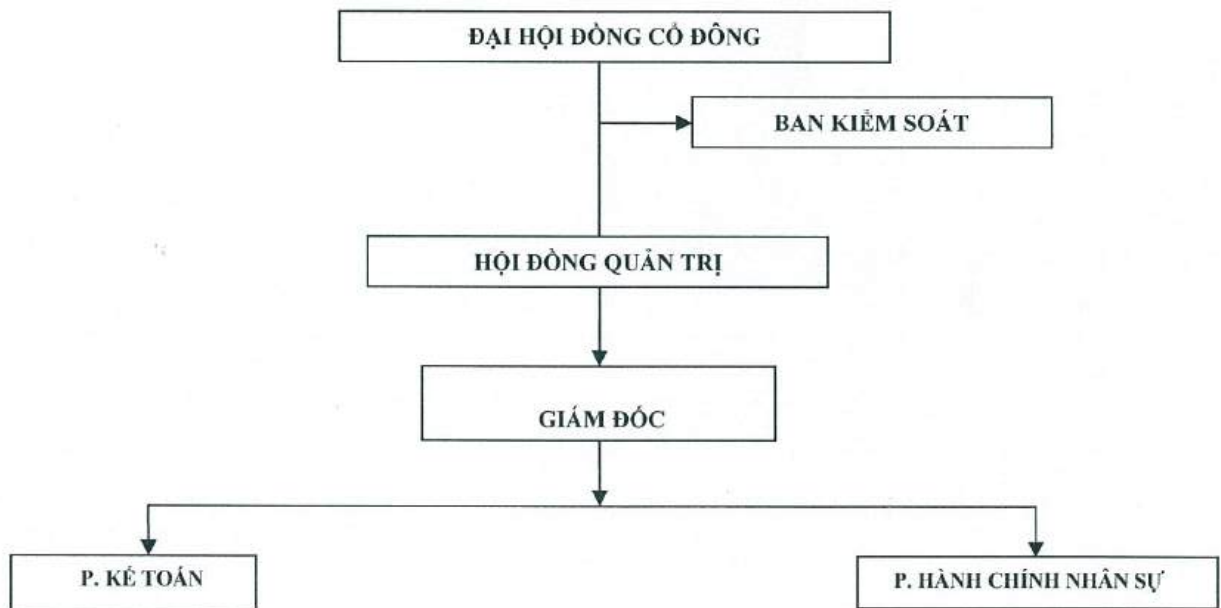 ĐẠI HỘI ĐỒNG CỔ ĐÔNG
BAN KIỂM SOÁT
HỘI ĐỒNG QUẢN TRỊ
GIÁM ĐỐC
P. KẾ TOÁN
P. HÀNH CHÍNH NHÂN SỰ